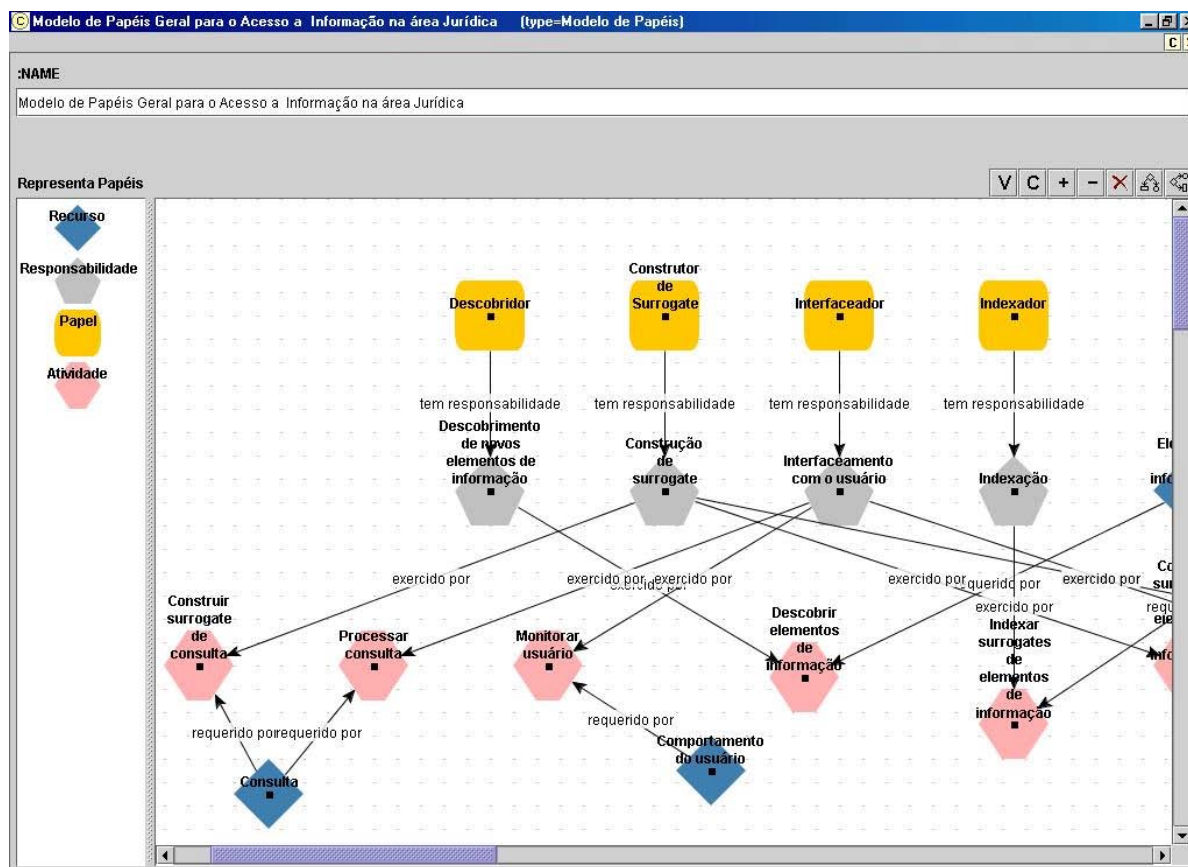 Modelo de Papéis Geral para o Acesso a Informação na área Jurídica (type=Modelo de Papéis)
C
:NAME
Modelo de Papéis Geral para o Acesso a Informação na área Jurídica
Representa Papéis
V C + -
Recurso
Responsabilidade
Papel
Atividade
Descobridor
Construtor
de
Surrogate
Interfaceador
Indexador
tem responsabilidade
tem responsabilidade
tem responsabilidade
tem responsabilidade
Descobrimento
de novos
elementos de
informação
Construção
de
surrogate
Interfaceamento
com o usuário
Indexação
exercido por
exercido por
exercido por
exercido por
exercido por
requerido por
exercido por
exercido por
Construir
surrogate
de
consulta
Processar
consulta
Monitorar
usuário
Descobrir
elementos
de
informação
Indexar
surrogates
de
elementos
de
informação
requerido por
requerido por
requerido por
Consulta
Comportamento
do usuário